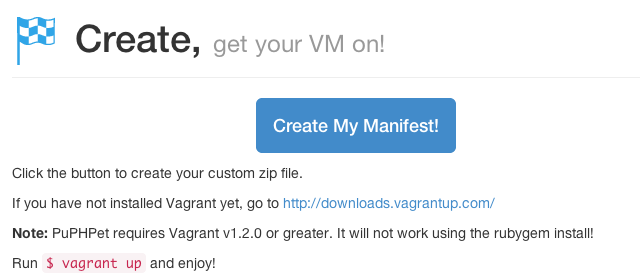 Create, get your VM on!
Create My Manifest!
Click the button to create your custom zip file.
If you have not installed Vagrant yet, go to http://downloads.vagrantup.com/
Note: PuPHPet requires Vagrant v1.2.0 or greater. It will not work using the rubygem install!
Run $ vagrant up and enjoy!